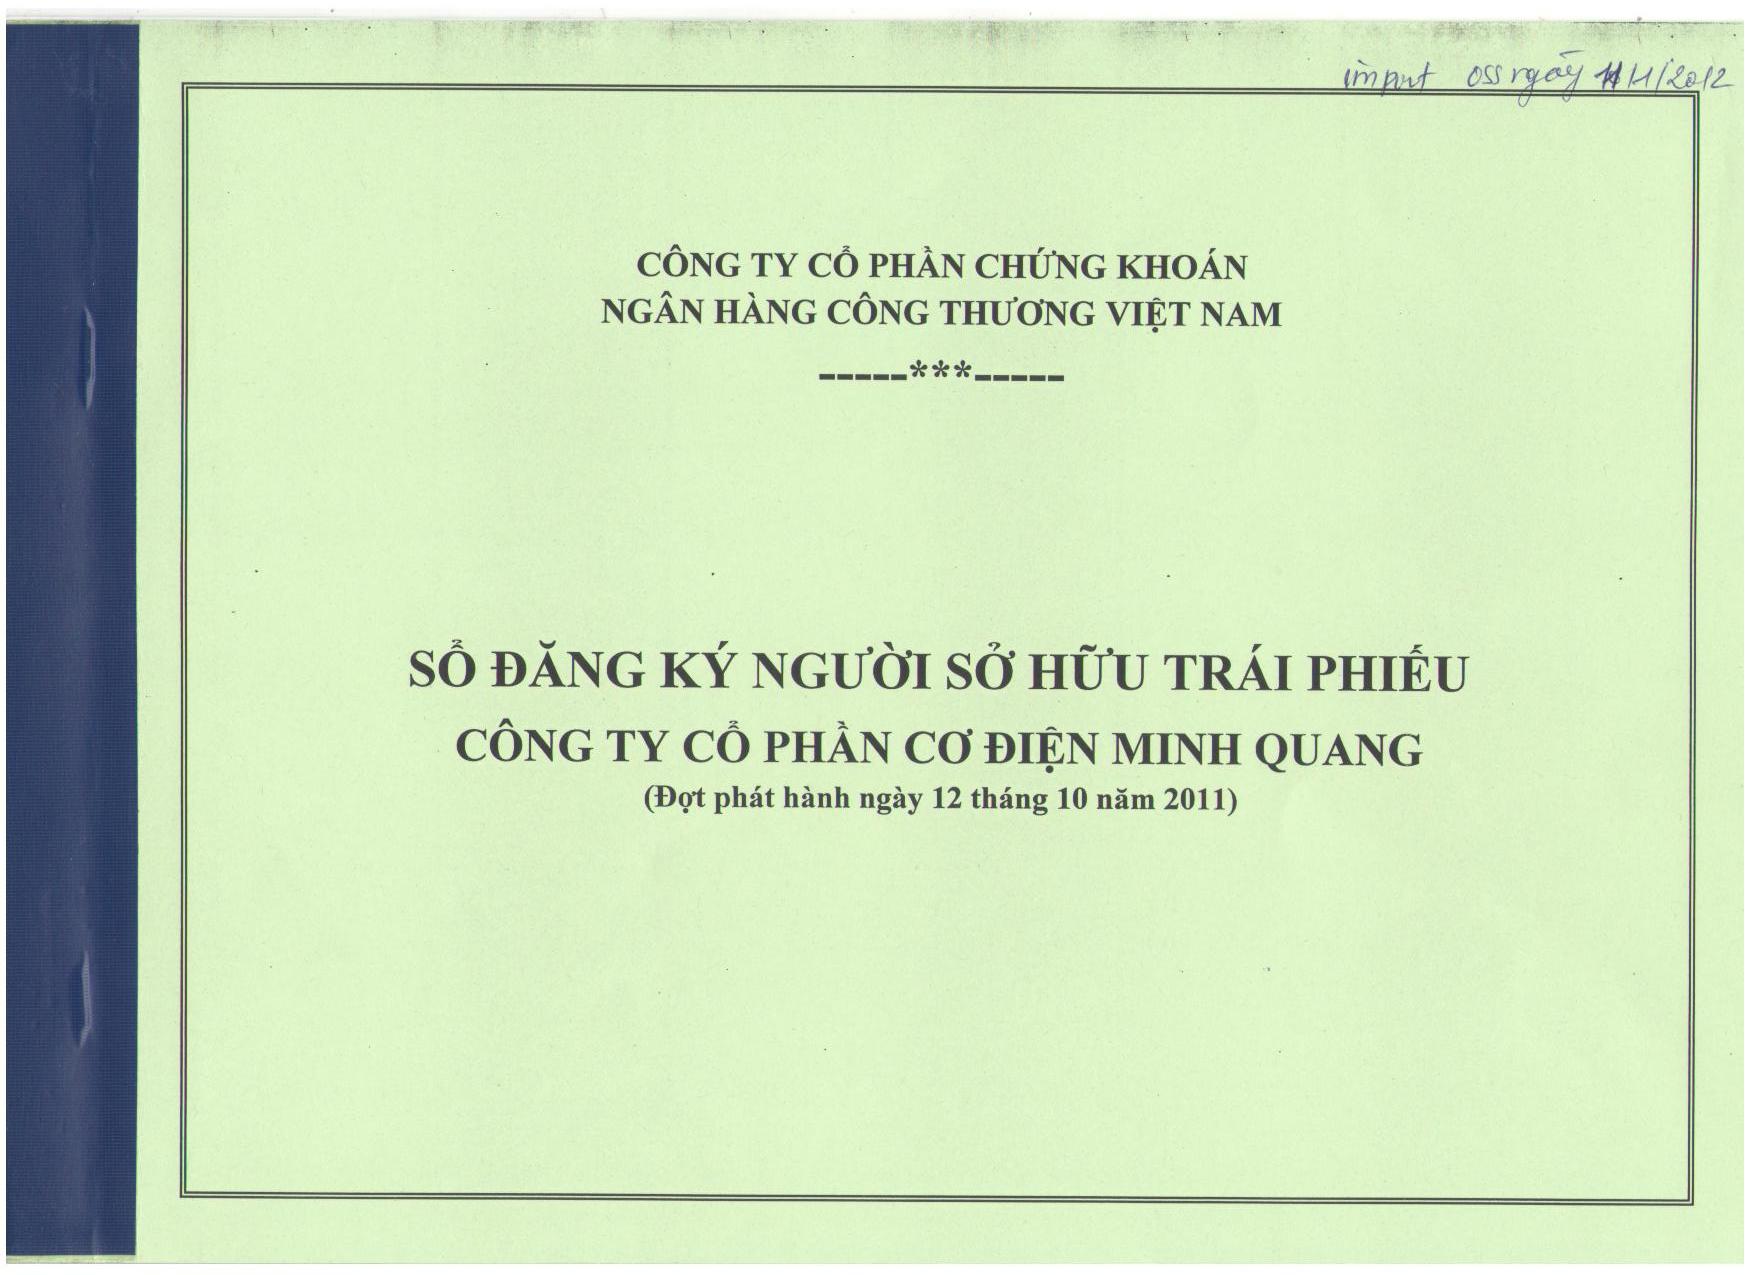 import oss ngày 11/1/2012
CÔNG TY CỔ PHẦN CHỨNG KHOÁN
NGÂN HÀNG CÔNG THƯƠNG VIỆT NAM
-----***-----
SỔ ĐĂNG KÝ NGƯỜI SỞ HỮU TRÁI PHIẾU
CÔNG TY CỔ PHẦN CƠ ĐIỆN MINH QUANG
(Đợt phát hành ngày 12 tháng 10 năm 2011)